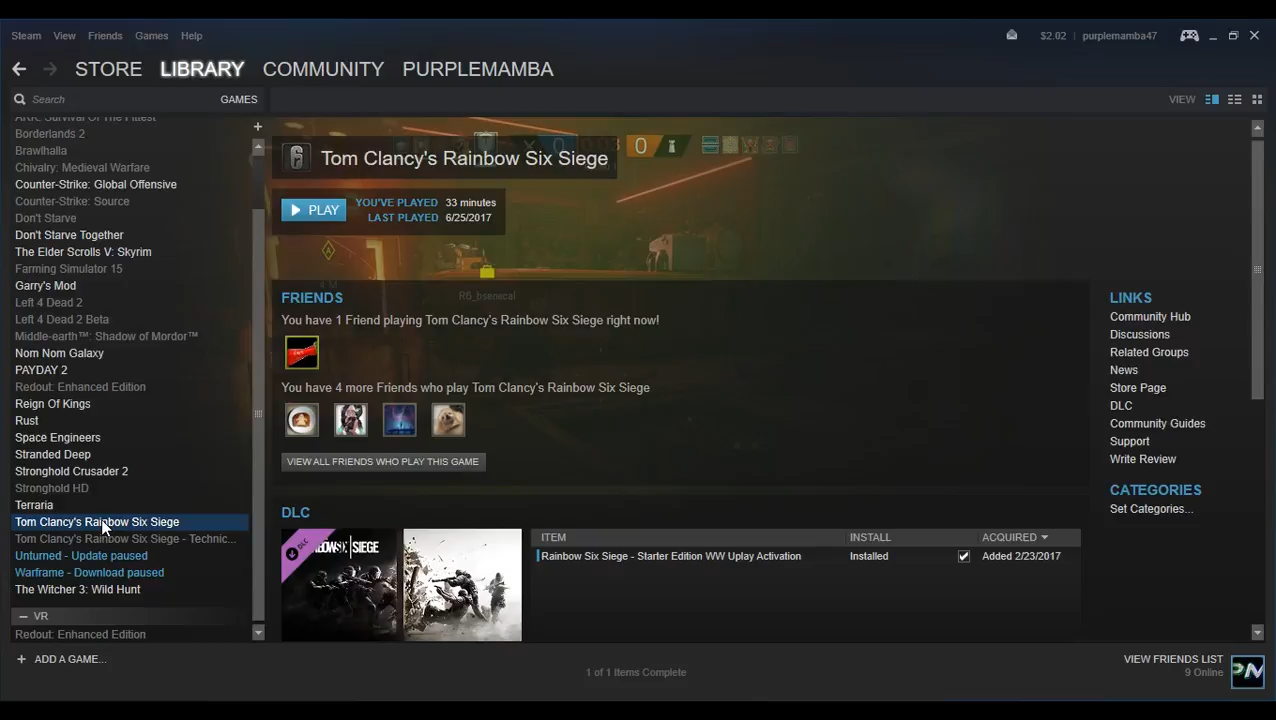 Steam View Friends Games Help
$2.02 purplemamba47
STORE LIBRARY COMMUNITY PURPLEMAMBA
Search GAMES VIEW
ARK: Survival Of The Fittest
Borderlands 2
Brawlhalla
Chivalry: Medieval Warfare
Counter-Strike: Global Offensive
Counter-Strike: Source
Don't Starve
Don't Starve Together
The Elder Scrolls V: Skyrim
Farming Simulator 15
Garry's Mod
Left 4 Dead 2
Left 4 Dead 2 Beta
Middle-earth™: Shadow of Mordor™
Nom Nom Galaxy
PAYDAY 2
Redout: Enhanced Edition
Reign Of Kings
Rust
Space Engineers
Stranded Deep
Stronghold Crusader 2
Stronghold HD
Terraria
Tom Clancy's Rainbow Six Siege
Tom Clancy's Rainbow Six Siege - Technic...
Unturned - Update paused
Warframe - Download paused
The Witcher 3: Wild Hunt
VR
Redout: Enhanced Edition
+ ADD A GAME...
0 0
6 Tom Clancy's Rainbow Six Siege
PLAY
YOU'VE PLAYED 33 minutes
LAST PLAYED 6/25/2017
A
R6_bsenecal
FRIENDS
You have 1 Friend playing Tom Clancy's Rainbow Six Siege right now!
You have 4 more Friends who play Tom Clancy's Rainbow Six Siege
VIEW ALL FRIENDS WHO PLAY THIS GAME
DLC
DLC
SIEGE
ITEM INSTALL ACQUIRED
Rainbow Six Siege - Starter Edition WW Uplay Activation Installed Added 2/23/2017
LINKS
Community Hub
Discussions
Related Groups
News
Store Page
DLC
Community Guides
Support
Write Review
CATEGORIES
Set Categories...
1 of 1 Items Complete
VIEW FRIENDS LIST
9 Online